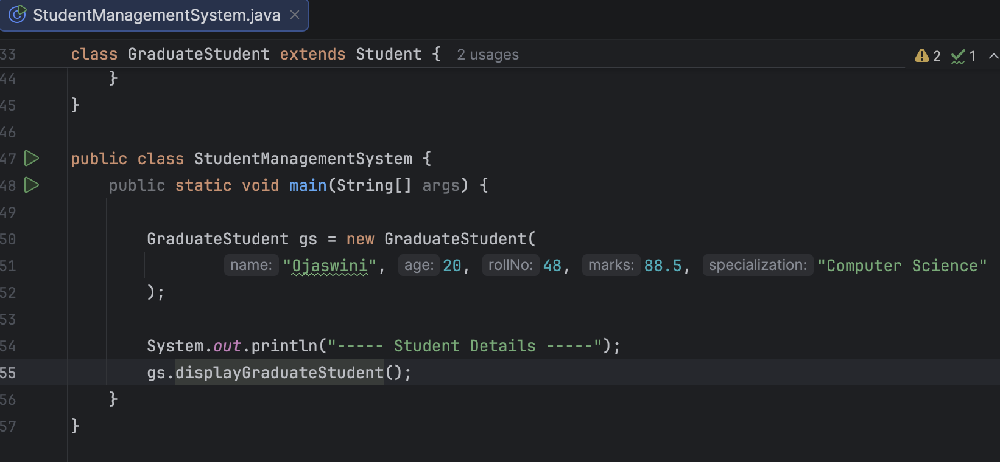 StudentManagementSystem.java
33 class GraduateStudent extends Student { 2 usages 2 1
44 }
45 }
46
47 public class StudentManagementSystem {
48 public static void main(String[] args) {
49
50 GraduateStudent gs = new GraduateStudent(
51 name: "Ojaswini", age: 20, rollNo: 48, marks: 88.5, specialization: "Computer Science"
52 );
53
54 System.out.println("----- Student Details -----");
55 gs.displayGraduateStudent();
56 }
57 }